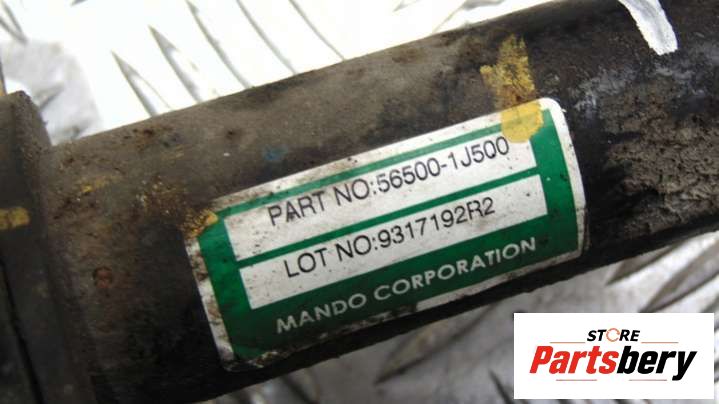 PART NO:56500-1J500
LOT NO:9317192R2
MANDO CORPORATION
STORE
Partsbery